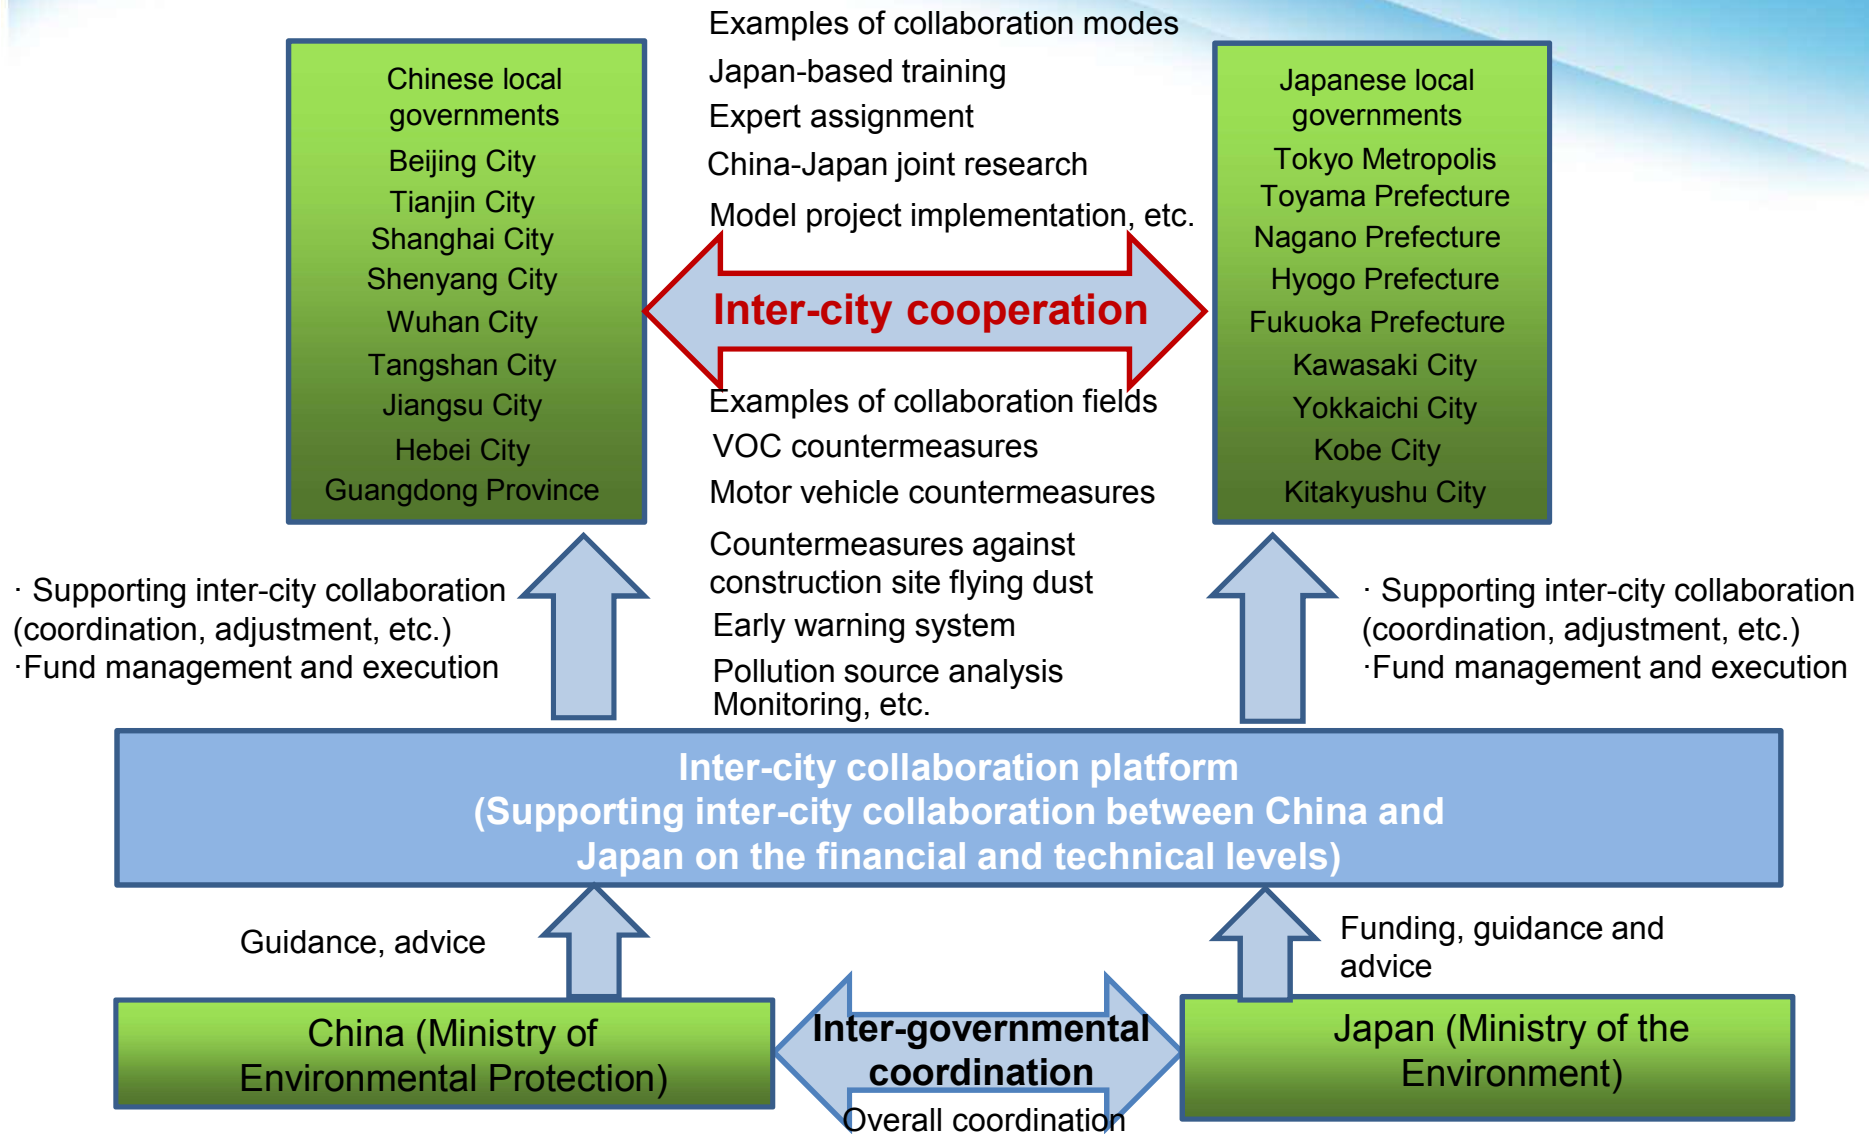 Examples of collaboration modes
Japan-based training
Expert assignment
China-Japan joint research
Model project implementation, etc.
Chinese local
governments
Beijing City
Tianjin City
Shanghai City
Shenyang City
Wuhan City
Tangshan City
Jiangsu City
Hebei City
Guangdong Province
Inter-city cooperation
Japanese local
governments
Tokyo Metropolis
Toyama Prefecture
Nagano Prefecture
Hyogo Prefecture
Fukuoka Prefecture
Kawasaki City
Yokkaichi City
Kobe City
Kitakyushu City
Examples of collaboration fields
VOC countermeasures
Motor vehicle countermeasures
Countermeasures against
construction site flying dust
Early warning system
Pollution source analysis
Monitoring, etc.
· Supporting inter-city collaboration
(coordination, adjustment, etc.)
·Fund management and execution
· Supporting inter-city collaboration
(coordination, adjustment, etc.)
·Fund management and execution
Inter-city collaboration platform
(Supporting inter-city collaboration between China and
Japan on the financial and technical levels)
Guidance, advice
Funding, guidance and
advice
China (Ministry of
Environmental Protection)
Inter-governmental
coordination
Overall coordination
Japan (Ministry of the
Environment)